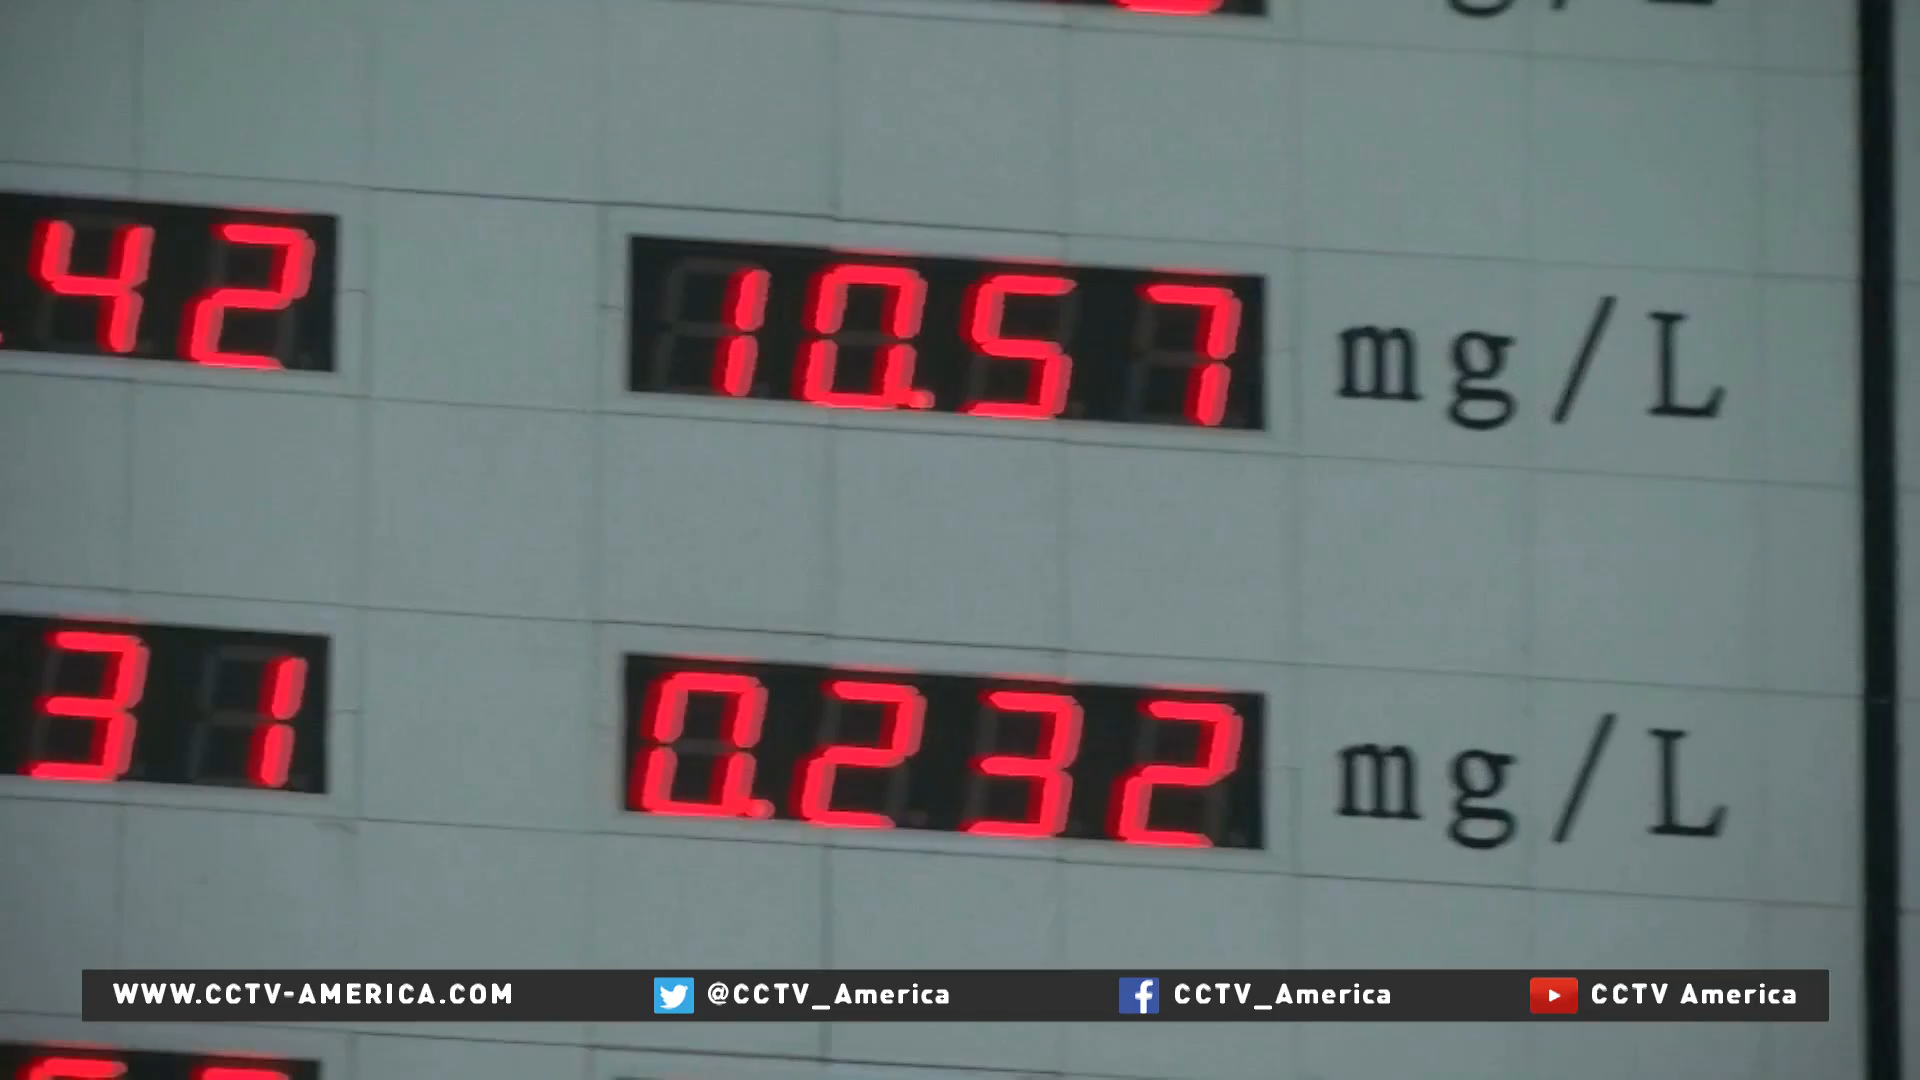 .42 10.57 mg/L
31 0.232 mg/L
WWW.CCTV-AMERICA.COM @CCTV_America CCTV_America CCTV America